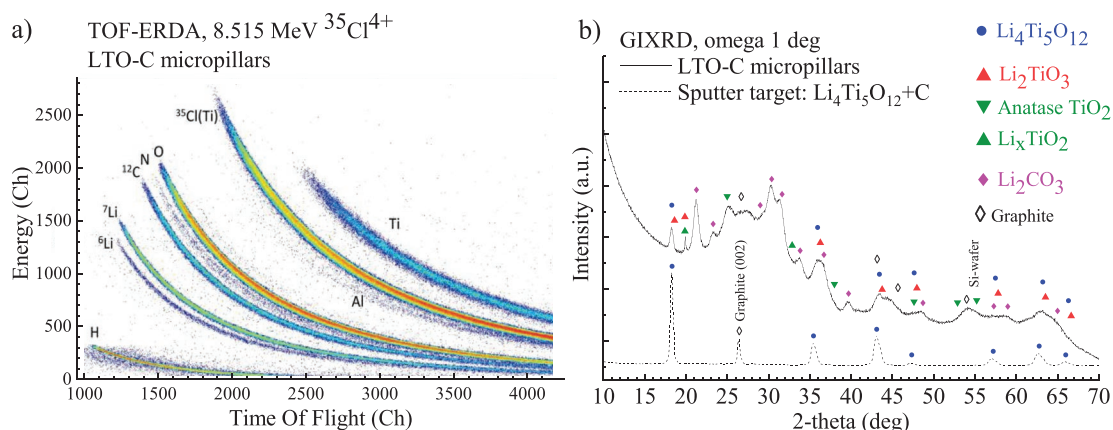 a)
TOF-ERDA, 8.515 MeV ³⁵Cl⁴⁺
LTO-C micropillars
Energy (Ch)
2500
2000
1500
1000
500
0
³⁵Cl(Ti)
¹²C N O
⁷Li
⁶Li
H
Ti
Al
1000 1500 2000 2500 3000 3500 4000
Time Of Flight (Ch)
b)
GIXRD, omega 1 deg
LTO-C micropillars
Sputter target: Li₄Ti₅O₁₂+C
Li₄Ti₅O₁₂
Li₂TiO₃
Anatase TiO₂
LiₓTiO₂
Li₂CO₃
Graphite
Intensity (a.u.)
Graphite (002)
Si-wafer
10 15 20 25 30 35 40 45 50 55 60 65 70
2-theta (deg)